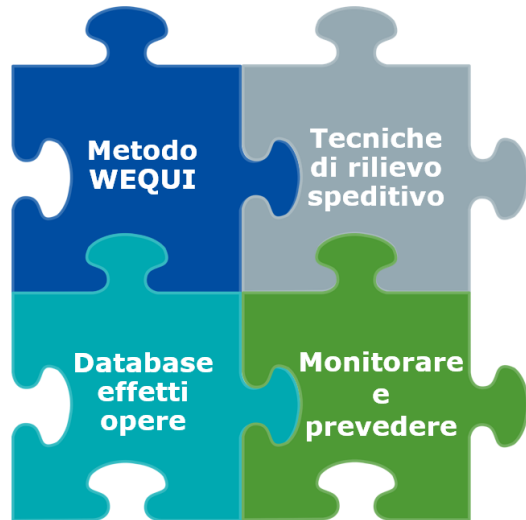 Metodo
WEQUI
Tecniche
di rilievo
speditivo
Database
effetti
opere
Monitorare
e
prevedere